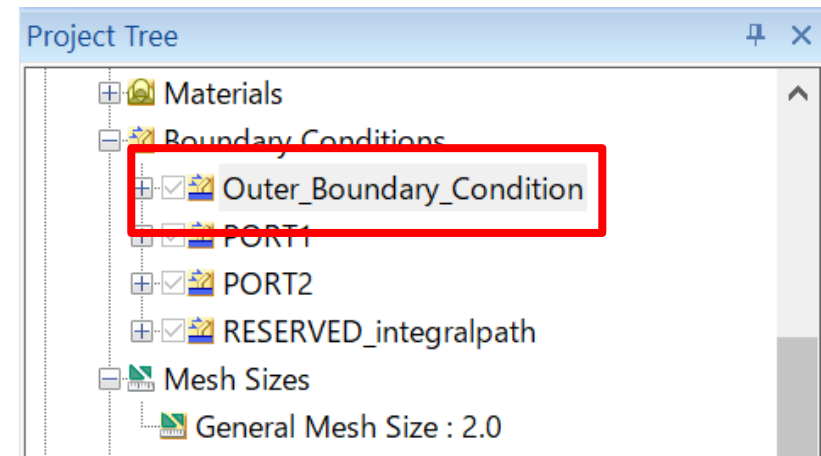 Project Tree
Materials
Boundary Conditions
Outer_Boundary_Condition
PORT1
PORT2
RESERVED_integralpath
Mesh Sizes
General Mesh Size : 2.0